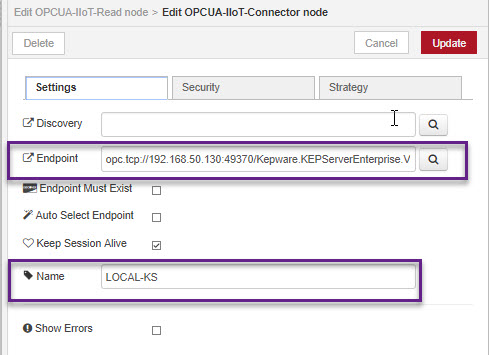 Edit OPCUA-IIoT-Read node > Edit OPCUA-IIoT-Connector node
Delete Cancel Update
Settings Security Strategy
Discovery
Endpoint opc.tcp://192.168.50.130:49370/Kepware.KEPServerEnterprise.V
Endpoint Must Exist
Auto Select Endpoint
Keep Session Alive
Name LOCAL-KS
Show Errors